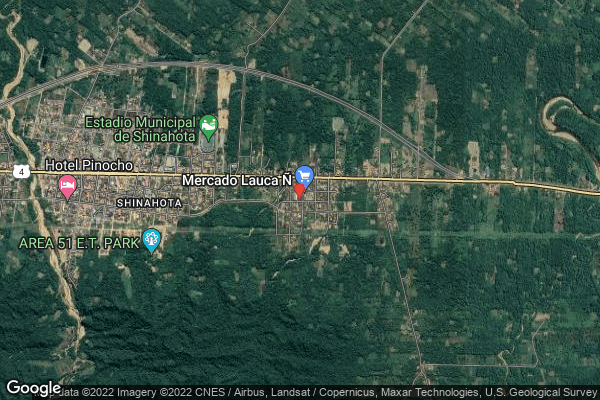 Estadio Municipal
de Shinahota
Hotel Pinocho
4
Mercado Lauca Ñ
SHINAHOTA
AREA 51 E.T. PARK
Google
data ©2022 Imagery ©2022 CNES / Airbus, Landsat / Copernicus, Maxar Technologies, U.S. Geological Survey